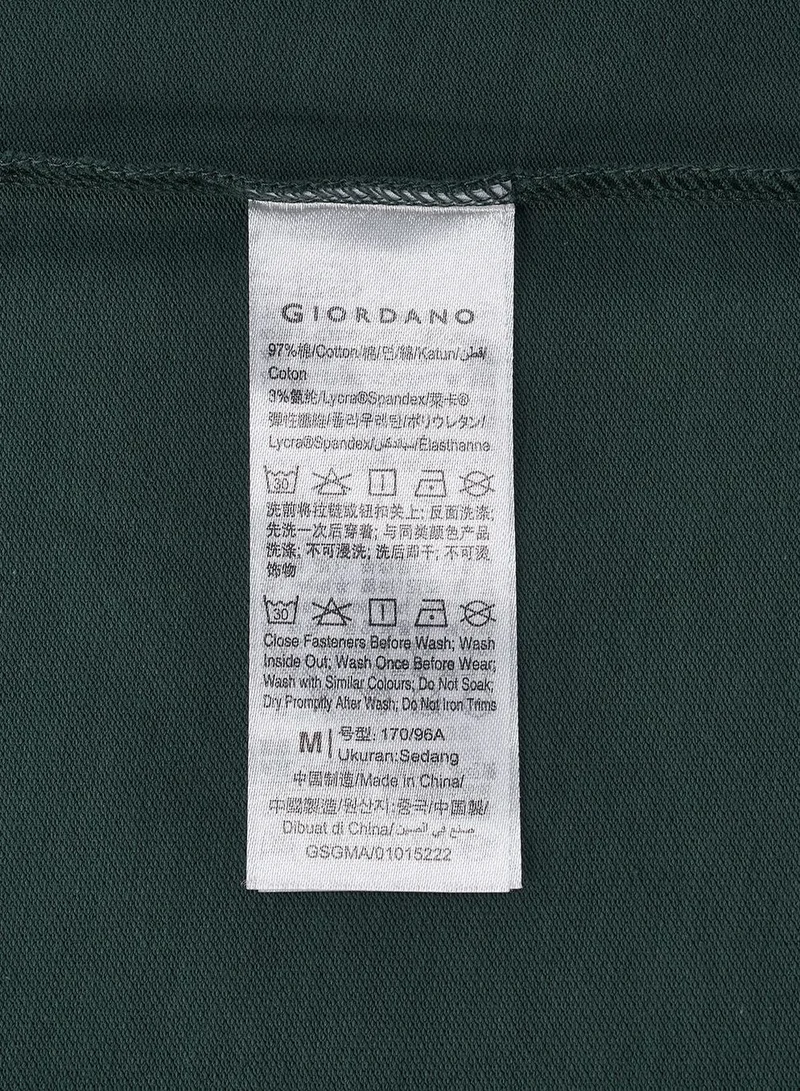 GIORDANO
97%棉/Cotton/棉/면/綿/Katun/قطن/
Coton
3%氨纶/Lycra®Spandex/莱卡®
彈性纖維/폴리우레탄/ポリウレタン/
Lycra®Spandex/سباندكس/Élasthanne
30
洗前将拉链或纽扣关上; 反面洗涤;
先洗一次后穿着; 与同类颜色产品
洗涤; 不可浸洗; 洗后即干; 不可烫
饰物
30
Close Fasteners Before Wash; Wash
Inside Out; Wash Once Before Wear;
Wash with Similar Colours; Do Not Soak;
Dry Promptly After Wash; Do Not Iron Trims
M 号型: 170/96A
Ukuran:Sedang
中国制造/Made in China/
中國製造/원산지:중국/中国製/
Dibuat di China/صنع في الصين
GSGMA/01015222